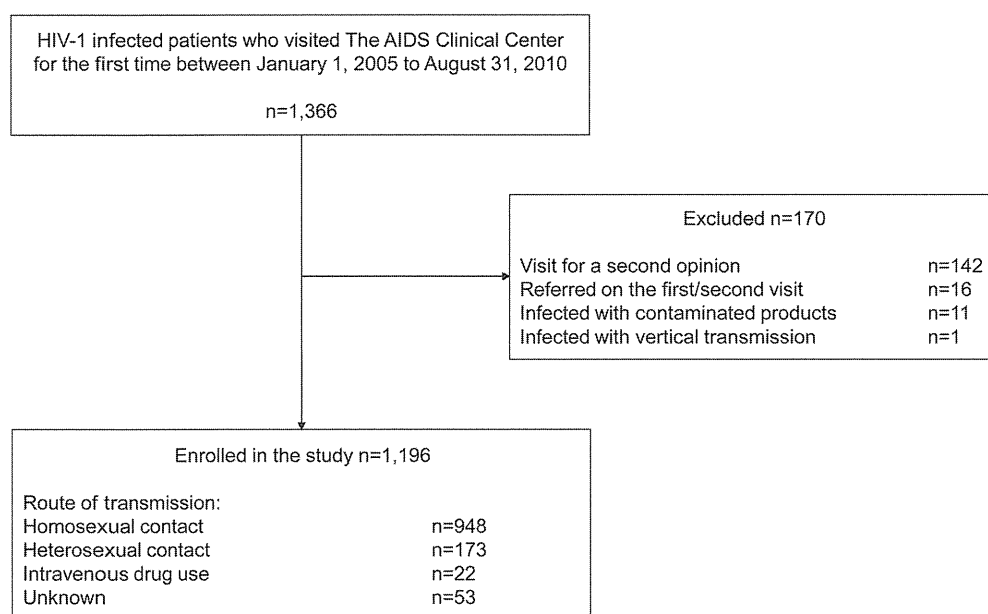 HIV-1 infected patients who visited The AIDS Clinical Center
for the first time between January 1, 2005 to August 31, 2010
n=1,366
Excluded n=170
Visit for a second opinion n=142
Referred on the first/second visit n=16
Infected with contaminated products n=11
Infected with vertical transmission n=1
Enrolled in the study n=1,196
Route of transmission:
Homosexual contact n=948
Heterosexual contact n=173
Intravenous drug use n=22
Unknown n=53